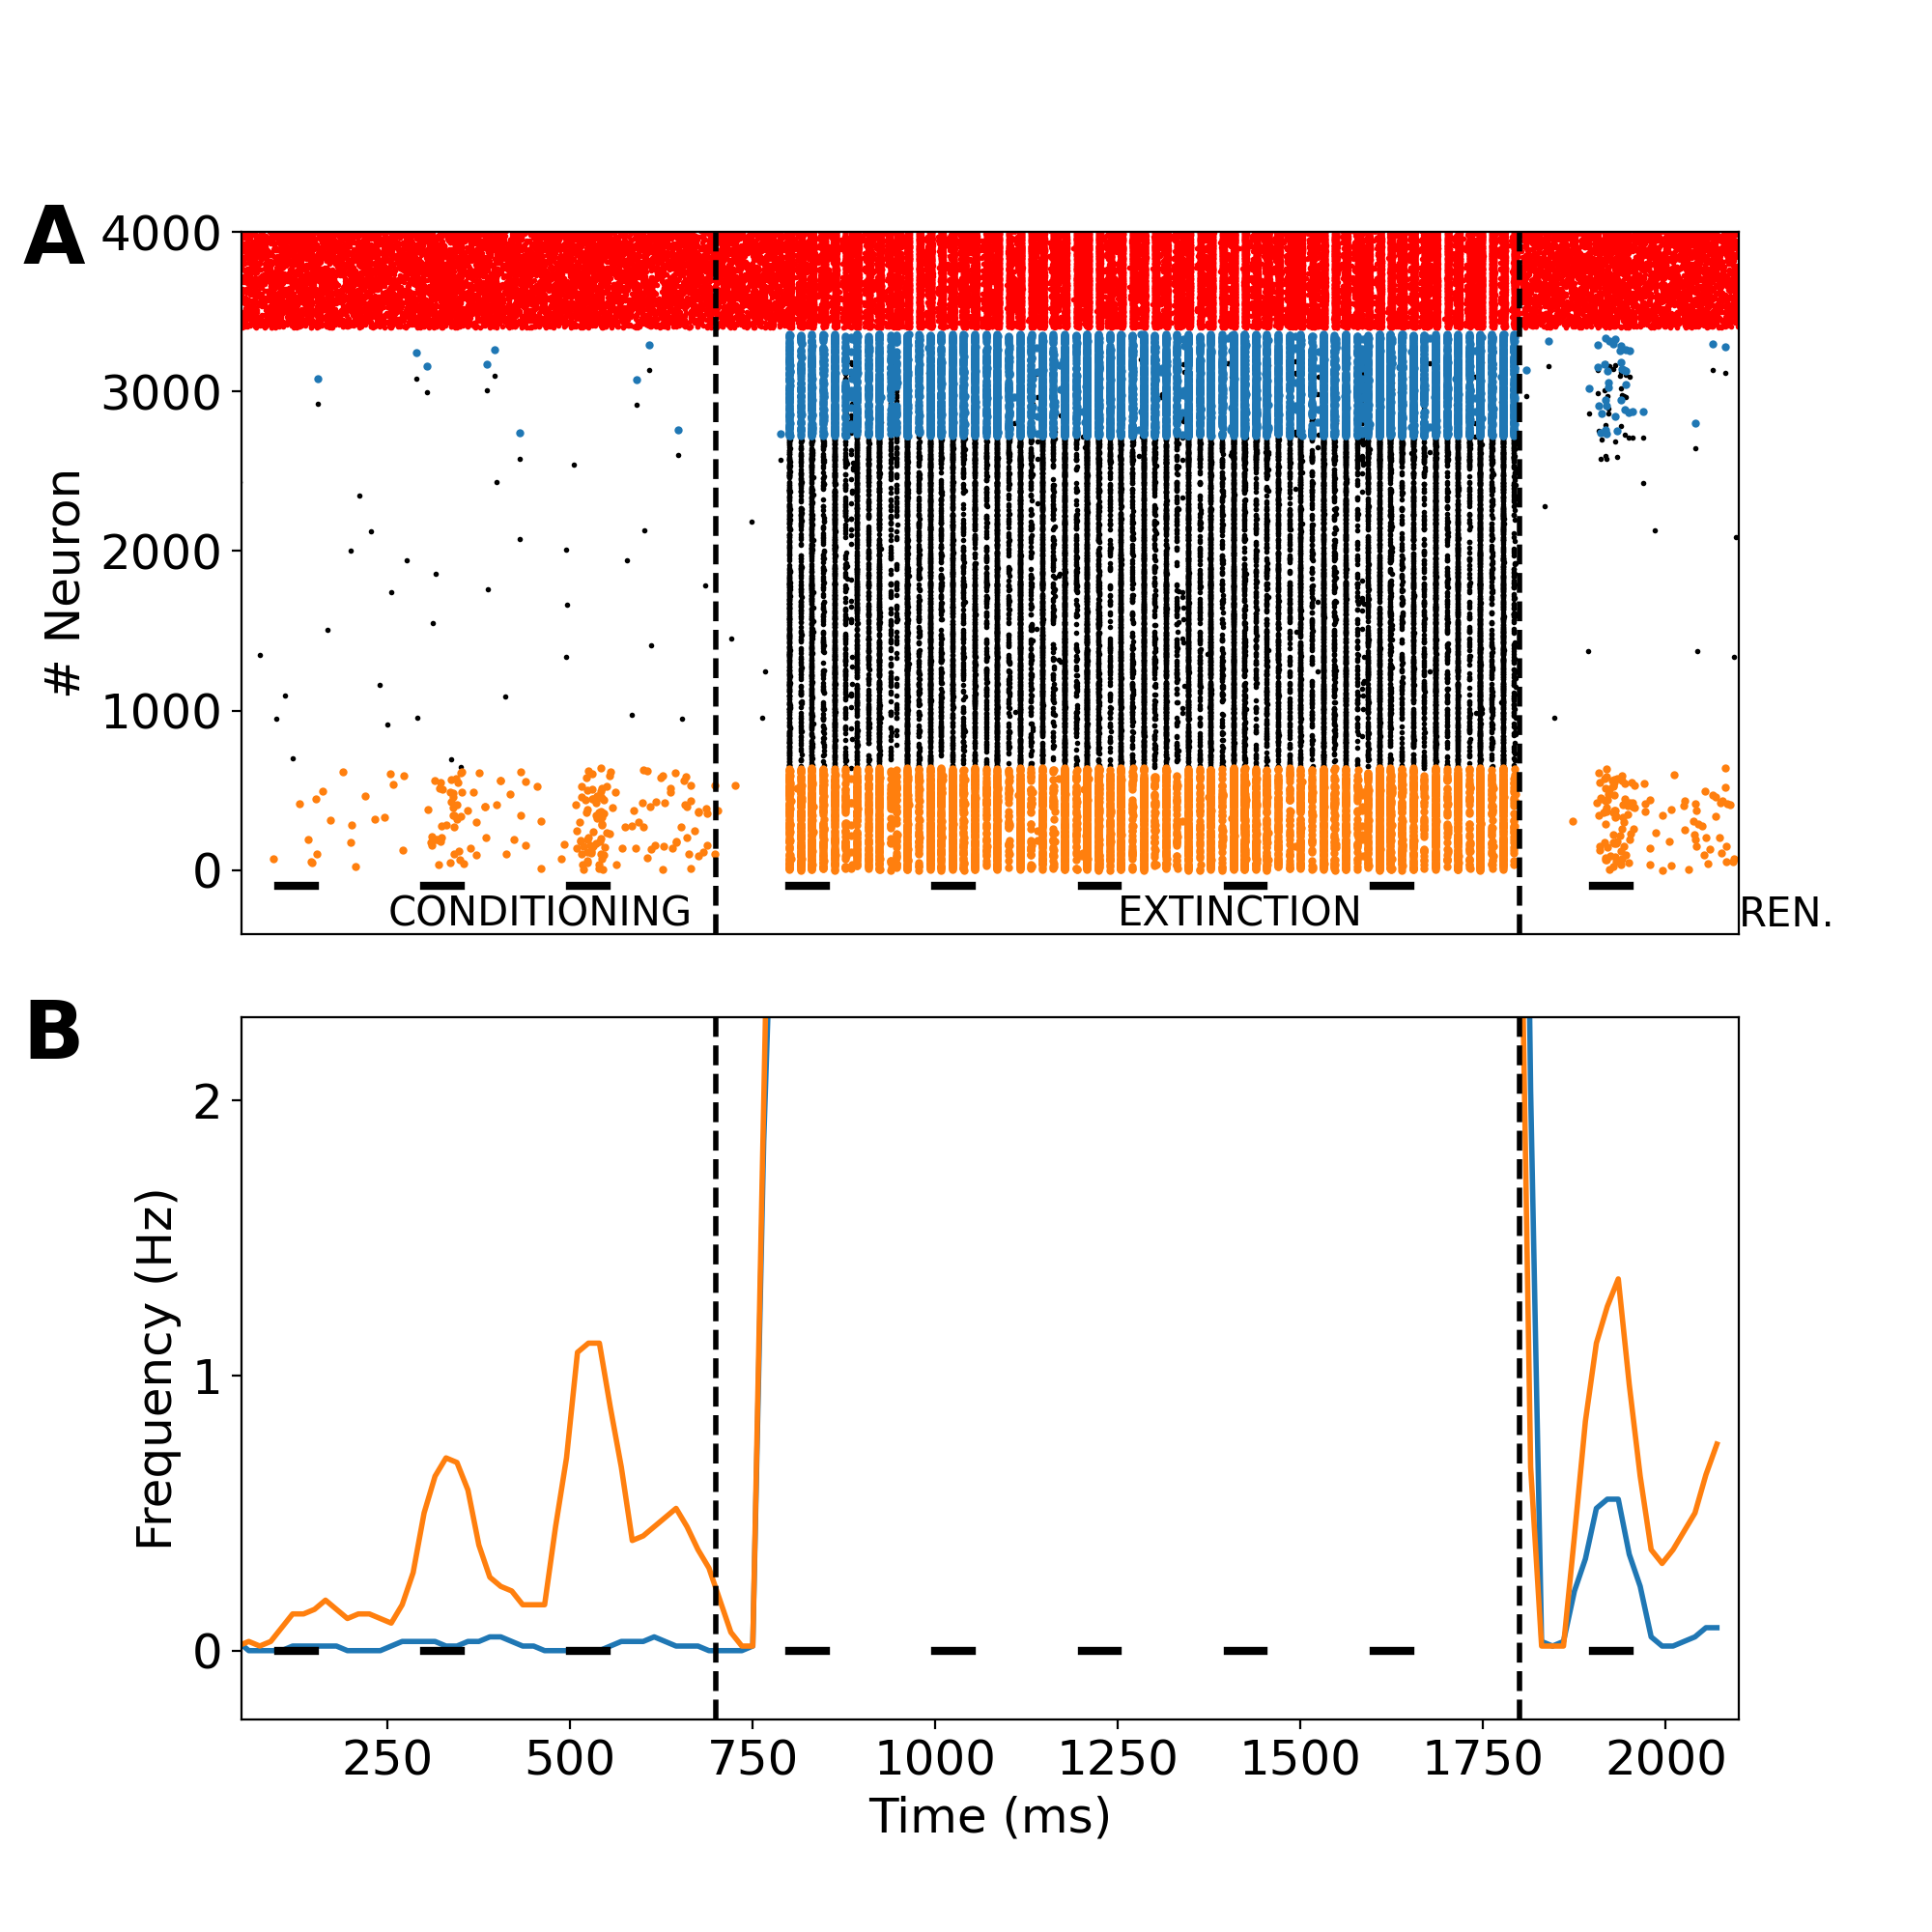 A
4000
3000
2000
1000
0
# Neuron
CONDITIONING
EXTINCTION
REN.
B
2
1
0
Frequency (Hz)
250 500 750 1000 1250 1500 1750 2000
Time (ms)